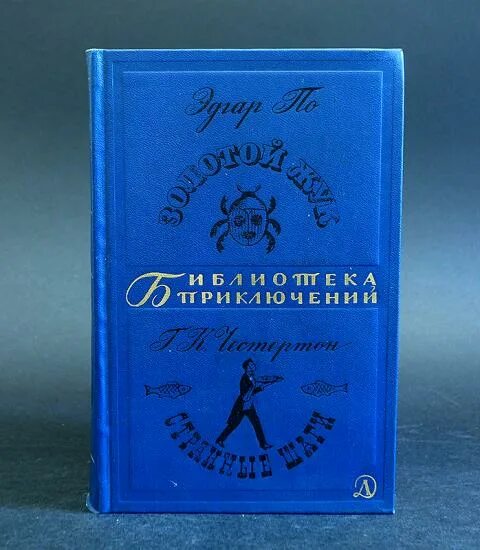 Эдгар По
ЗОЛОТОЙ ЖУК
БИБЛИОТЕКА
ПРИКЛЮЧЕНИЙ
Г. К. Честертон
СТРАННЫЕ ШАГИ
Д